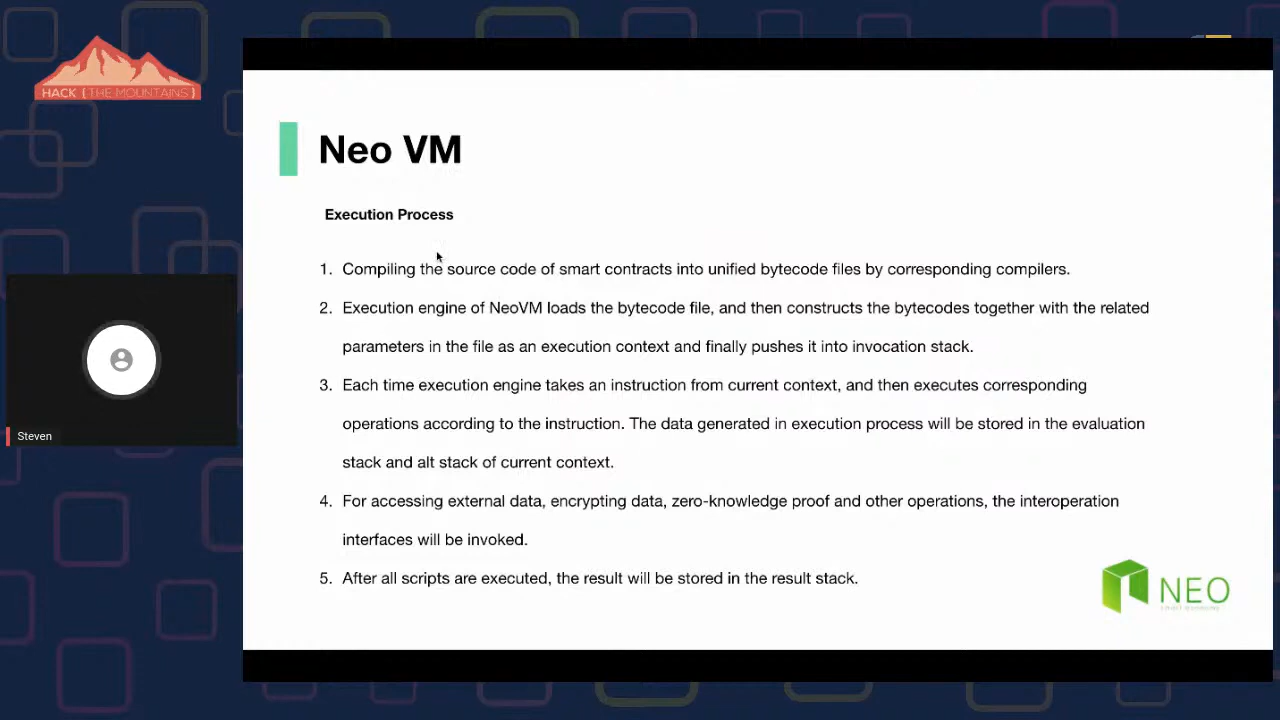 HACK {THE MOUNTAINS}
Neo VM
Execution Process
1. Compiling the source code of smart contracts into unified bytecode files by corresponding compilers.
2. Execution engine of NeoVM loads the bytecode file, and then constructs the bytecodes together with the related
parameters in the file as an execution context and finally pushes it into invocation stack.
3. Each time execution engine takes an instruction from current context, and then executes corresponding
operations according to the instruction. The data generated in execution process will be stored in the evaluation
stack and alt stack of current context.
4. For accessing external data, encrypting data, zero-knowledge proof and other operations, the interoperation
interfaces will be invoked.
5. After all scripts are executed, the result will be stored in the result stack.
Steven
NEO